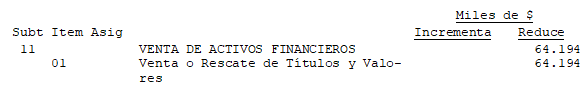 Miles de $
Subt Item Asig Incrementa Reduce
11 VENTA DE ACTIVOS FINANCIEROS 64.194
01 Venta o Rescate de Títulos y Valo- 64.194
res